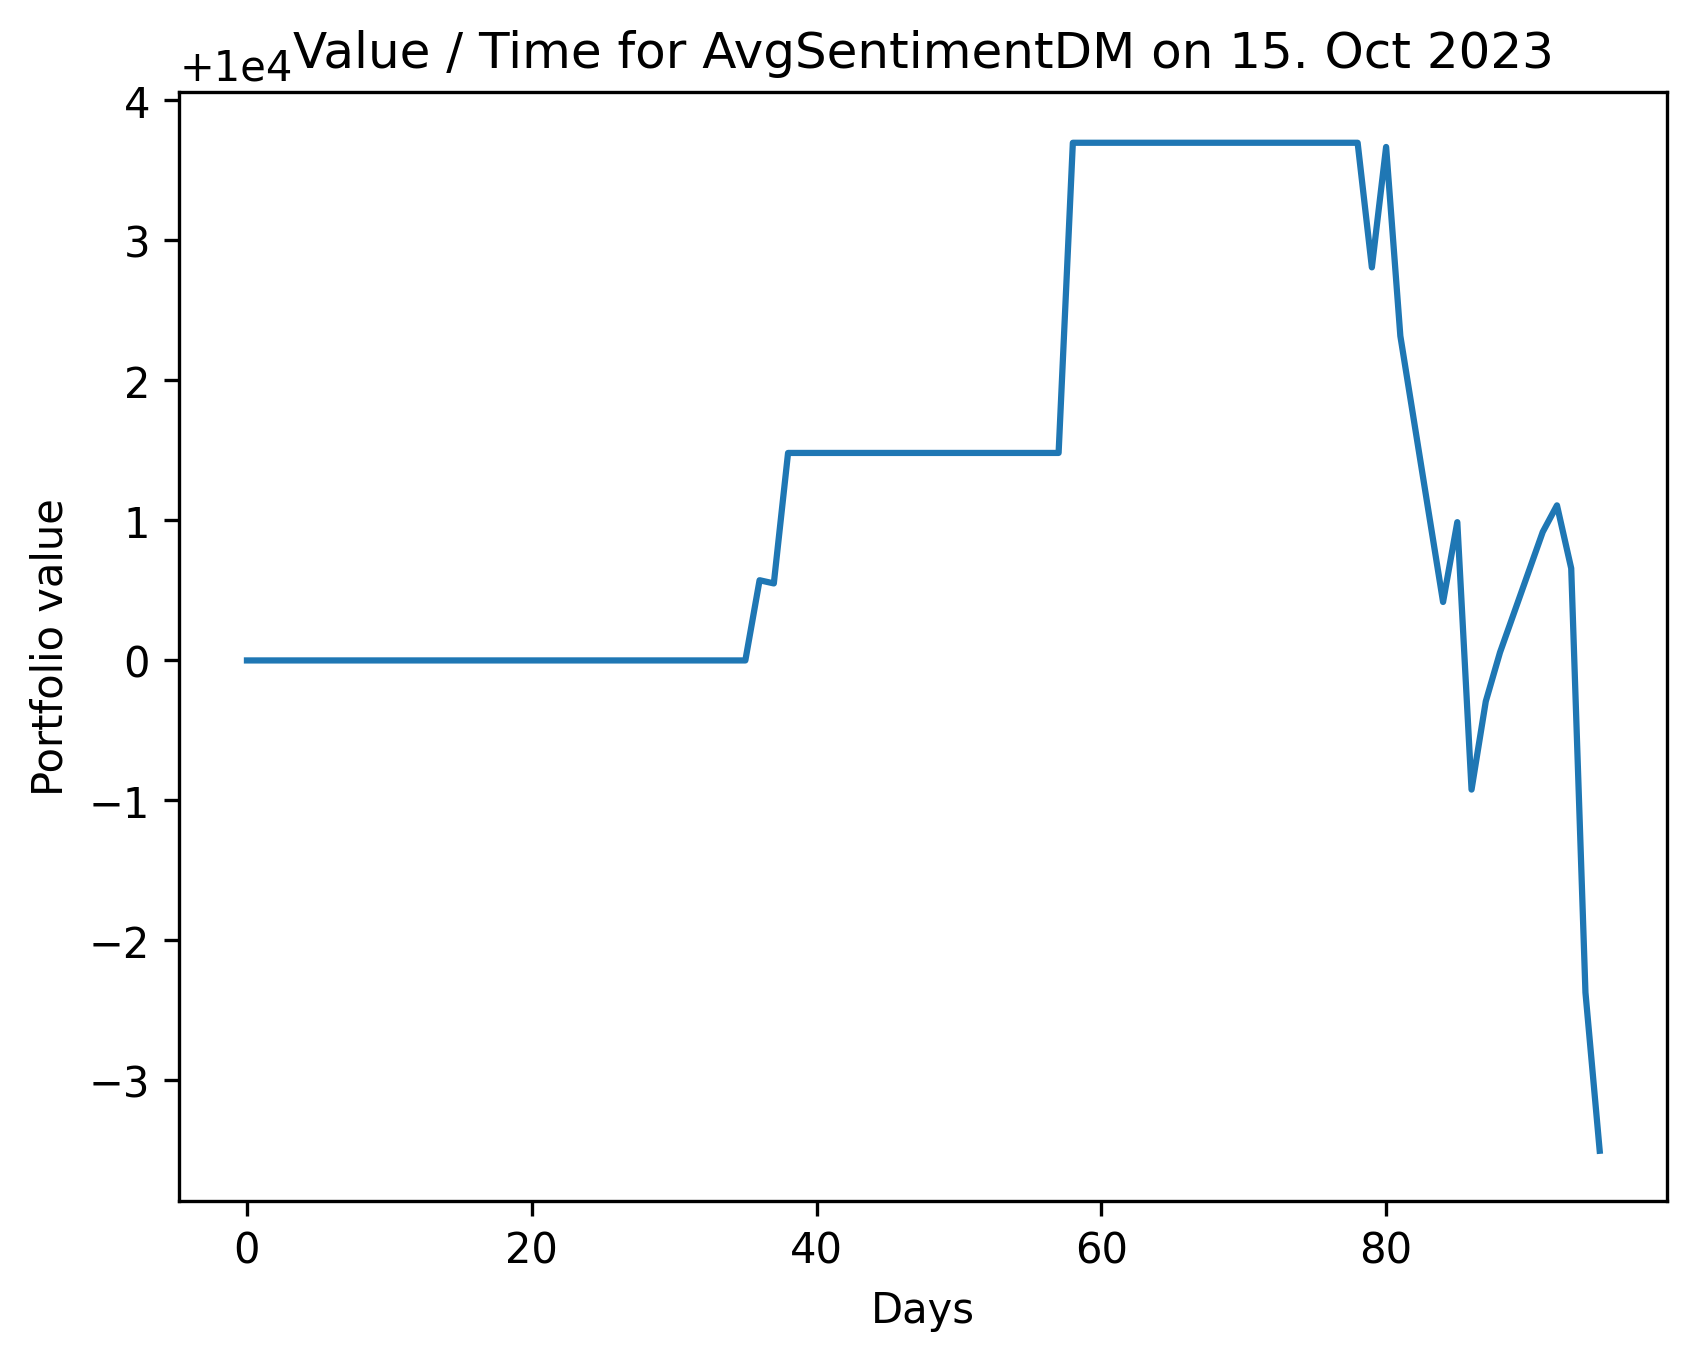 Value / Time for AvgSentimentDM on 15. Oct 2023
+1e4
4
3
2
1
0
−1
−2
−3
Portfolio value
0 20 40 60 80
Days